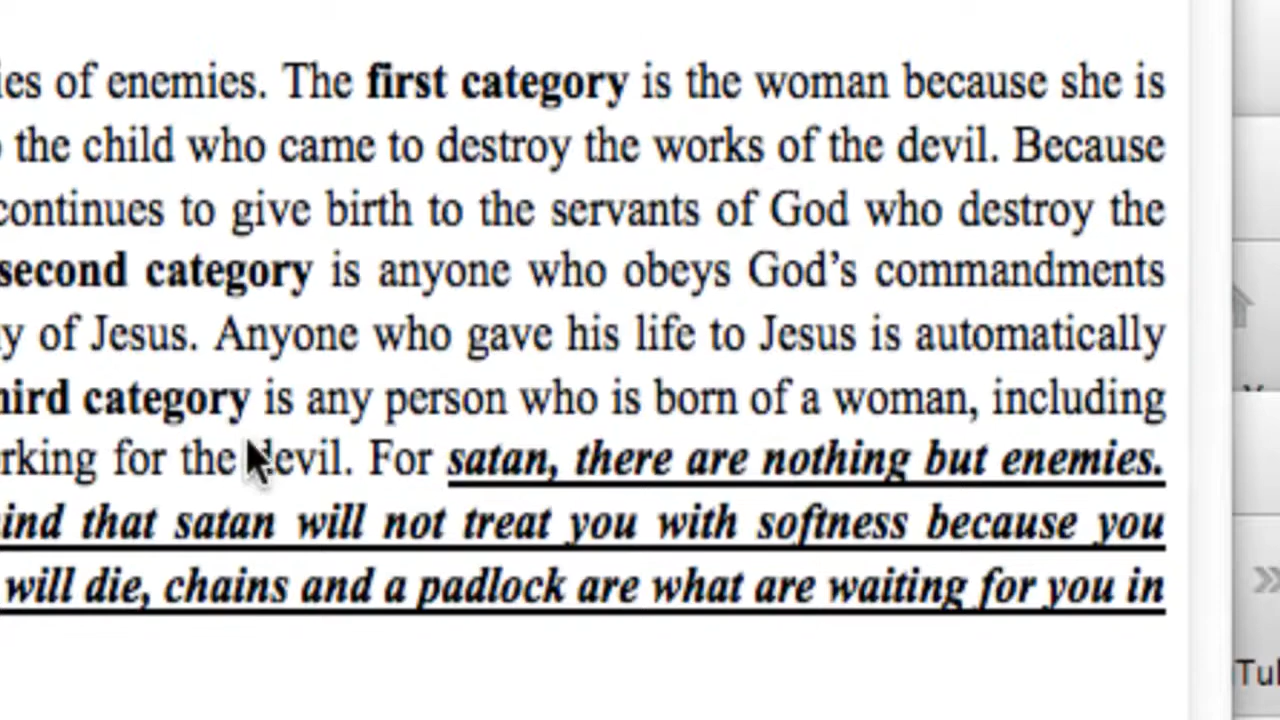 of enemies. The first category is the woman because she is
the child who came to destroy the works of the devil. Because
continues to give birth to the servants of God who destroy the
second category is anyone who obeys God’s commandments
of Jesus. Anyone who gave his life to Jesus is automatically
category is any person who is born of a woman, including
for the devil. For satan, there are nothing but enemies.
that satan will not treat you with softness because you
will die, chains and a padlock are what are waiting for you in
»